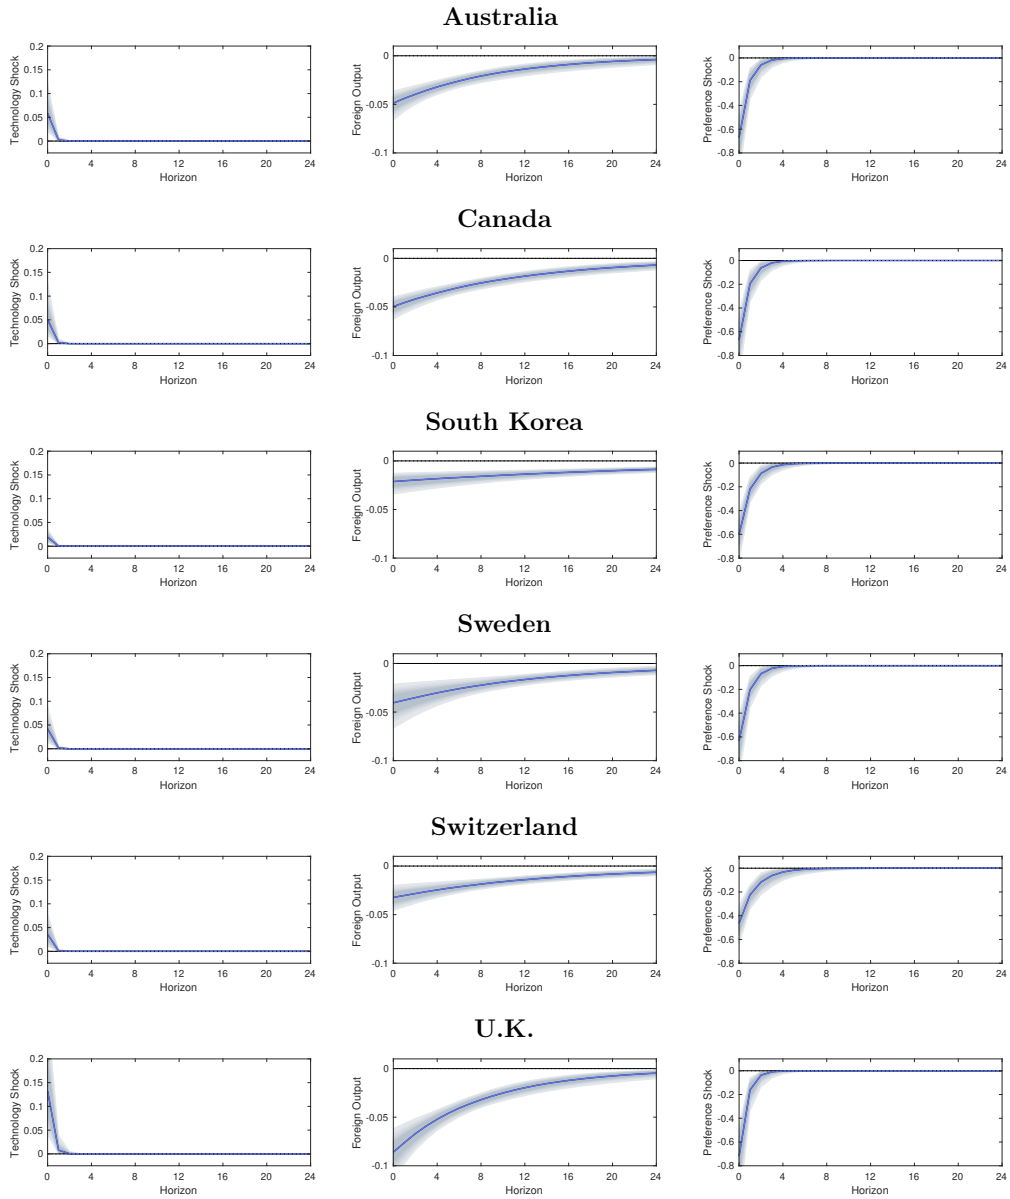 Australia
Technology Shock
0.2
0.15
0.1
0.05
0
0 4 8 12 16 20 24
Horizon
Foreign Output
0
-0.05
-0.1
0 4 8 12 16 20 24
Horizon
Preference Shock
0
-0.2
-0.4
-0.6
-0.8
0 4 8 12 16 20 24
Horizon
Canada
Technology Shock
0.2
0.15
0.1
0.05
0
0 4 8 12 16 20 24
Horizon
Foreign Output
0
-0.05
-0.1
0 4 8 12 16 20 24
Horizon
Preference Shock
0
-0.2
-0.4
-0.6
-0.8
0 4 8 12 16 20 24
Horizon
South Korea
Technology Shock
0.2
0.15
0.1
0.05
0
0 4 8 12 16 20 24
Horizon
Foreign Output
0
-0.05
-0.1
0 4 8 12 16 20 24
Horizon
Preference Shock
0
-0.2
-0.4
-0.6
-0.8
0 4 8 12 16 20 24
Horizon
Sweden
Technology Shock
0.2
0.15
0.1
0.05
0
0 4 8 12 16 20 24
Horizon
Foreign Output
0
-0.05
-0.1
0 4 8 12 16 20 24
Horizon
Preference Shock
0
-0.2
-0.4
-0.6
-0.8
0 4 8 12 16 20 24
Horizon
Switzerland
Technology Shock
0.2
0.15
0.1
0.05
0
0 4 8 12 16 20 24
Horizon
Foreign Output
0
-0.05
-0.1
0 4 8 12 16 20 24
Horizon
Preference Shock
0
-0.2
-0.4
-0.6
-0.8
0 4 8 12 16 20 24
Horizon
U.K.
Technology Shock
0.2
0.15
0.1
0.05
0
0 4 8 12 16 20 24
Horizon
Foreign Output
0
-0.05
-0.1
0 4 8 12 16 20 24
Horizon
Preference Shock
0
-0.2
-0.4
-0.6
-0.8
0 4 8 12 16 20 24
Horizon